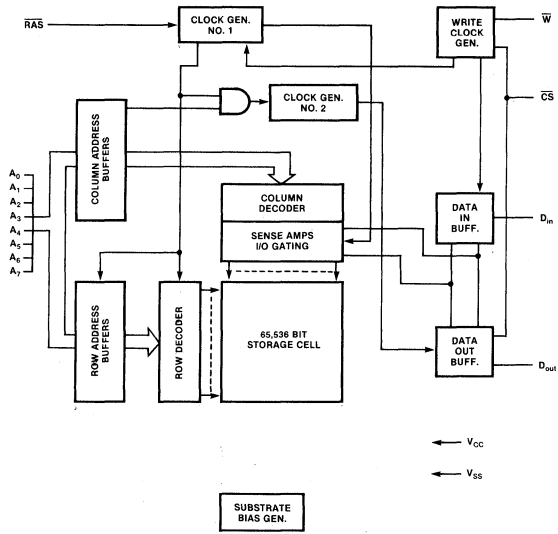 RAS
CLOCK GEN.
NO. 1
WRITE
CLOCK
GEN.
W
CLOCK GEN.
NO. 2
CS
COLUMN ADDRESS
BUFFERS
A0
A1
A2
A3
A4
A5
A6
A7
COLUMN
DECODER
SENSE AMPS
I/O GATING
DATA
IN
BUFF.
Din
ROW ADDRESS
BUFFERS
ROW DECODER
65,536 BIT
STORAGE CELL
DATA
OUT
BUFF.
Dout
VCC
VSS
SUBSTRATE
BIAS GEN.